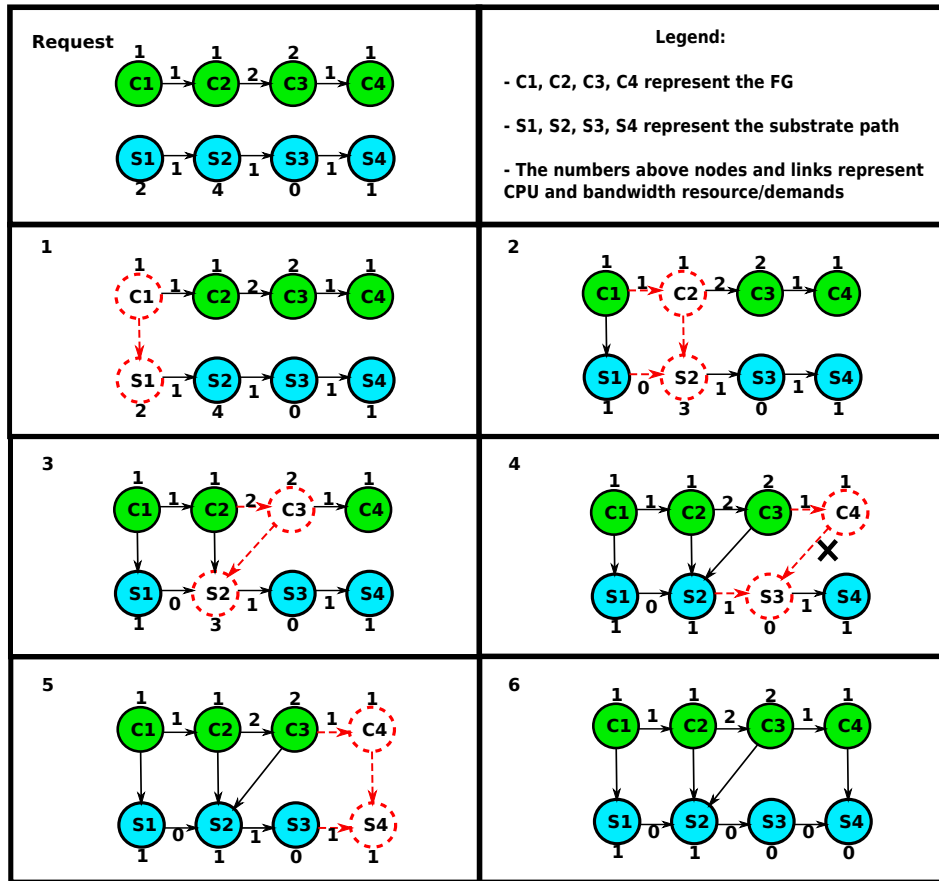 Request
1 1 2 1
C1 1 C2 2 C3 1 C4
S1 1 S2 1 S3 1 S4
2 4 0 1
Legend:
- C1, C2, C3, C4 represent the FG
- S1, S2, S3, S4 represent the substrate path
- The numbers above nodes and links represent
CPU and bandwidth resource/demands
1
1 1 2 1
C1 1 C2 2 C3 1 C4
S1 1 S2 1 S3 1 S4
2 4 0 1
2
1 1 2 1
C1 1 C2 2 C3 1 C4
S1 0 S2 1 S3 1 S4
1 3 0 1
3
1 1 2 1
C1 1 C2 2 C3 1 C4
S1 0 S2 1 S3 1 S4
1 3 0 1
4
1 1 2 1
C1 1 C2 2 C3 1 C4
S1 0 S2 1 S3 1 S4
1 1 0 1
5
1 1 2 1
C1 1 C2 2 C3 1 C4
S1 0 S2 1 S3 1 S4
1 1 0 1
6
1 1 2 1
C1 1 C2 2 C3 1 C4
S1 0 S2 0 S3 0 S4
1 1 0 0